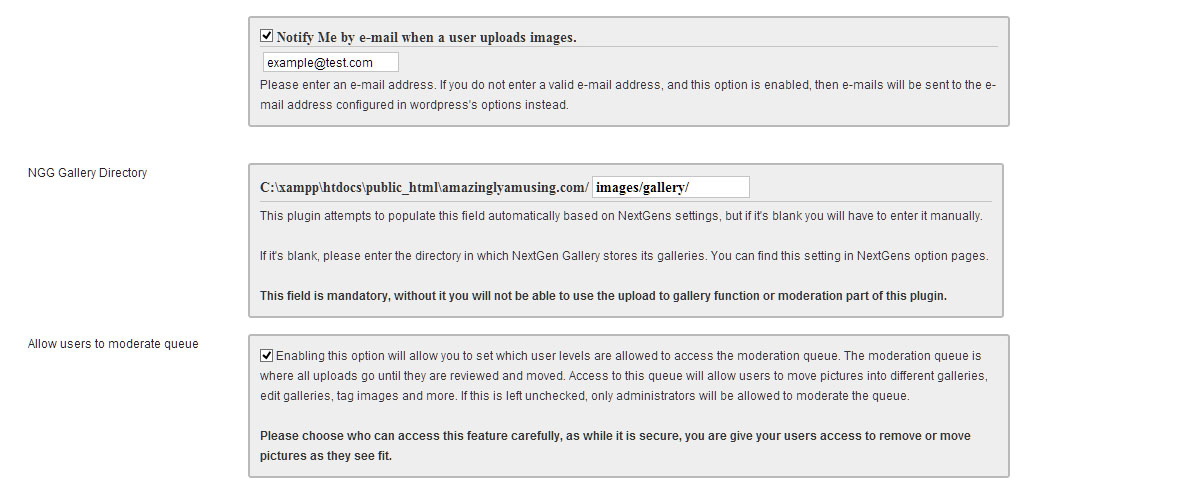 Notify Me by e-mail when a user uploads images.
example@test.com
Please enter an e-mail address. If you do not enter a valid e-mail address, and this option is enabled, then e-mails will be sent to the e-
mail address configured in wordpress's options instead.
NGG Gallery Directory
C:\xampp\htdocs\public_html\amazinglyamusing.com/ images/gallery/
This plugin attempts to populate this field automatically based on NextGens settings, but if it's blank you will have to enter it manually.
If it's blank, please enter the directory in which NextGen Gallery stores its galleries. You can find this setting in NextGens option pages.
This field is mandatory, without it you will not be able to use the upload to gallery function or moderation part of this plugin.
Allow users to moderate queue
Enabling this option will allow you to set which user levels are allowed to access the moderation queue. The moderation queue is
where all uploads go until they are reviewed and moved. Access to this queue will allow users to move pictures into different galleries,
edit galleries, tag images and more. If this is left unchecked, only administrators will be allowed to moderate the queue.
Please choose who can access this feature carefully, as while it is secure, you are give your users access to remove or move
pictures as they see fit.